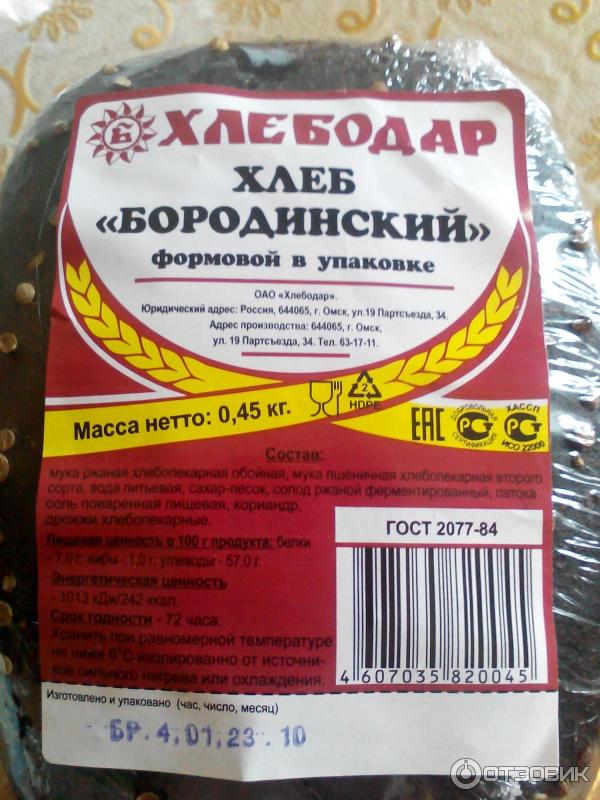 Б ХЛЕБОДАР
ХЛЕБ
«БОРОДИНСКИЙ»
формовой в упаковке
ОАО «Хлебодар».
Юридический адрес: Россия, 644065, г. Омск, ул.19 Партсъезда, 34.
Адрес производства: 644065, г. Омск,
ул. 19 Партсъезда, 34. Тел. 63-17-11.
Масса нетто: 0,45 кг.
2
HDPE
ЕАС
ДОБРОВОЛЬНАЯ
СЕРТИФИКАЦИЯ
ХАССП
ИСО 22000
Состав:
мука ржаная хлебопекарная обойная, мука пшеничная хлебопекарная второго
сорта, вода питьевая, сахар-песок, солод ржаной ферментированный, патока
соль поваренная пищевая, кориандр,
дрожжи хлебопекарные.
Пищевая ценность в 100 г продукта: белки
- 7,0 г; жиры - 1,0 г; углеводы - 57,0 г.
Энергетическая ценность
- 1013 кДж/242 ккал.
Срок годности - 72 часа.
Хранить при равномерной температуре
не ниже 6°С изолированно от источни-
ков сильного нагрева или охлаждения.
ГОСТ 2077-84
4 607035 820045
Изготовлено и упаковано (час, число, месяц)
БР. 4, 01, 23. 10
ОТЗОВИК